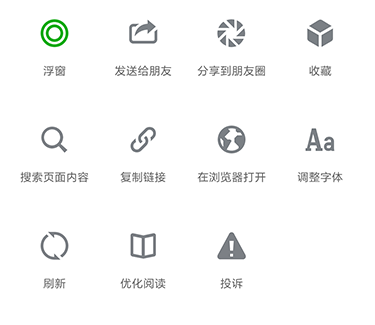 浮窗
发送给朋友
分享到朋友圈
收藏
搜索页面内容
复制链接
在浏览器打开
Aa
调整字体
刷新
优化阅读
投诉